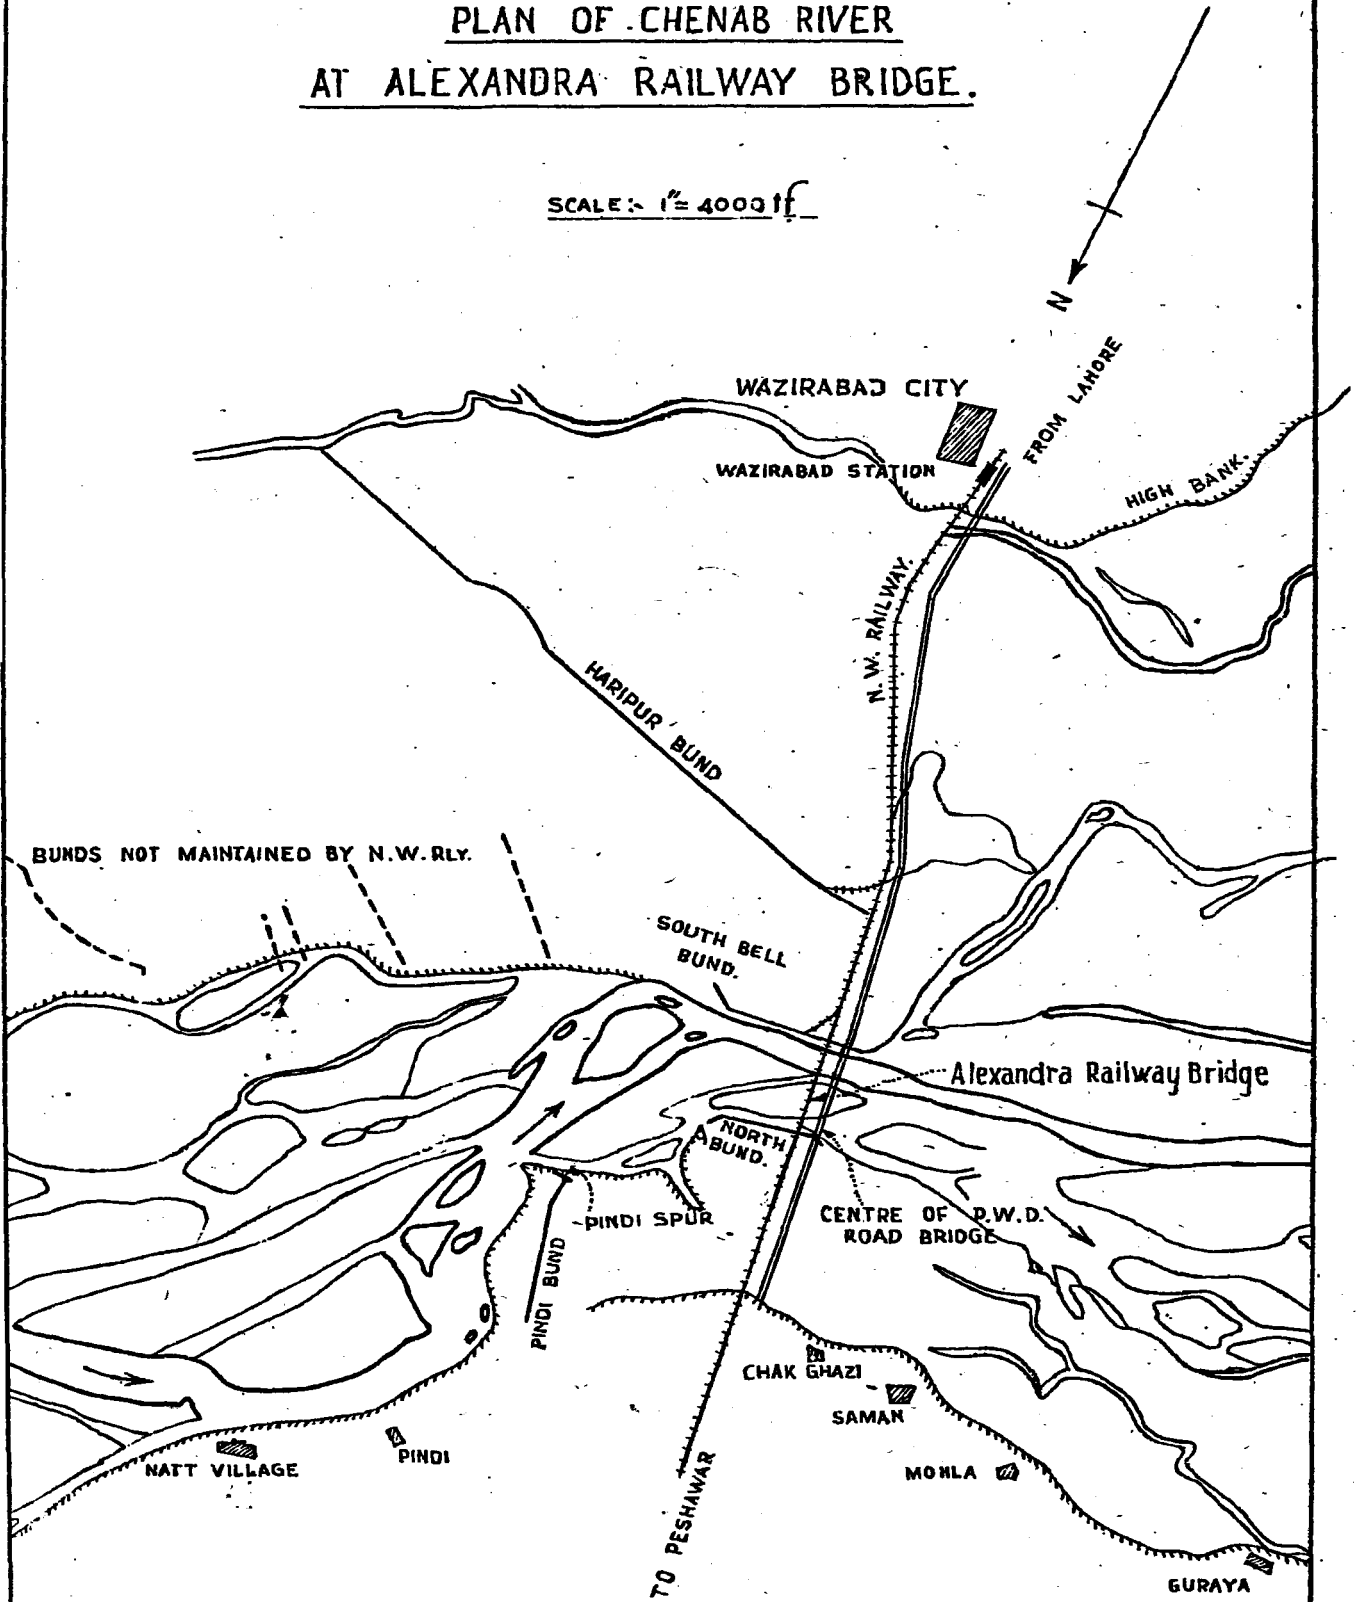 PLAN OF CHENAB RIVER
AT ALEXANDRA RAILWAY BRIDGE.
SCALE:- 1"= 4000 tf
N
FROM LAHORE
WAZIRABAD CITY
WAZIRABAD STATION
HIGH BANK.
N.W. RAILWAY.
HARIPUR BUND
BUNDS NOT MAINTAINED BY N.W.RLY.
SOUTH BELL
BUND.
Alexandra Railway Bridge
A
NORTH
BUND.
PINDI SPUR
CENTRE OF P.W.D.
ROAD BRIDGE
PINDI BUND
CHAK GHAZI
SAMAN
NATT VILLAGE
PINDI
MOHLA
TO PESHAWAR
GURAYA